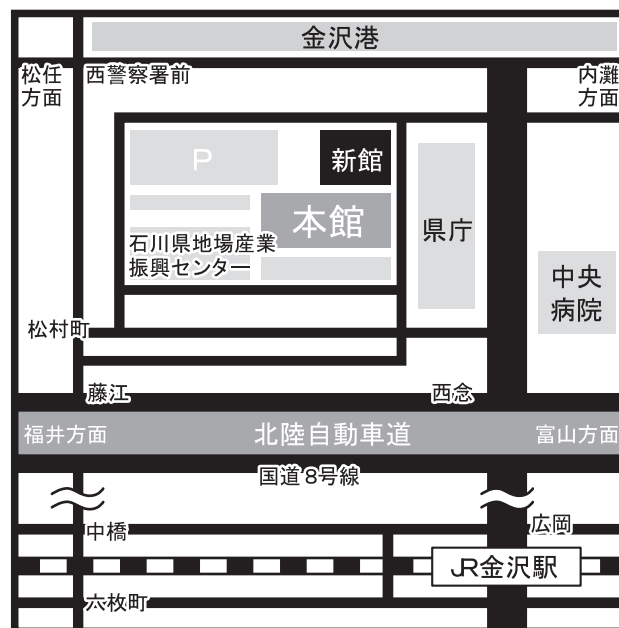 金沢港
松任
方面
西警察署前
内灘
方面
P
新館
本館
石川県地場産業
振興センター
県庁
中央
病院
松村町
藤江
西念
福井方面
北陸自動車道
富山方面
国道8号線
中橋
広岡
JR金沢駅
六枚町